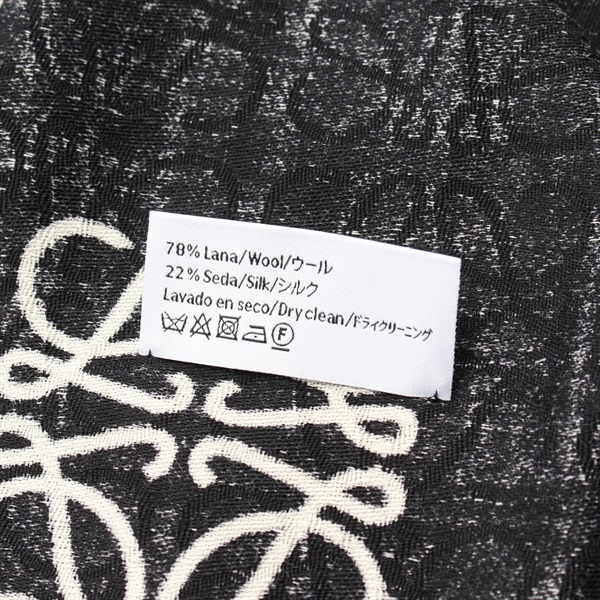 78% Lana/Wool/ウール
22% Seda/Silk/シルク
Lavado en seco/Dry clean/ドライクリーニング
F